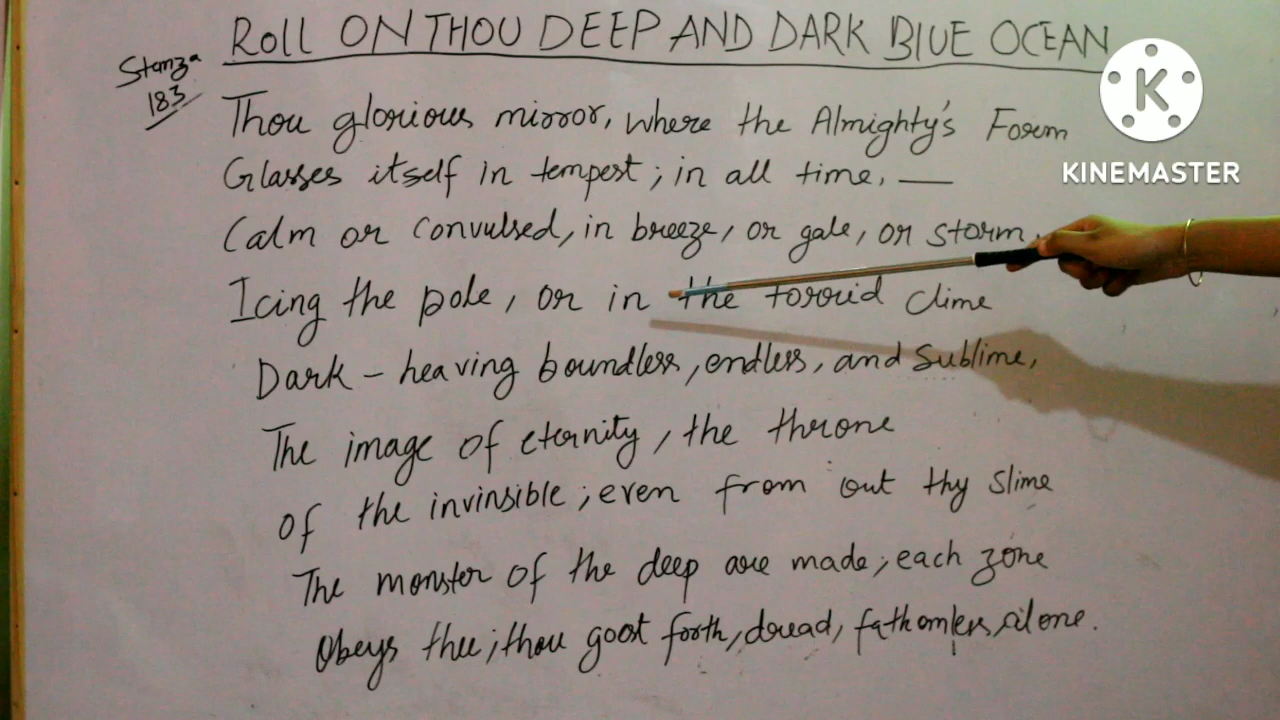 Roll ON THOU DEEP AND DARK BLUE OCEAN
Stanza
183
Thou glorious mirror, where the Almighty's Form
Glasses itself in tempest; in all time, —
Calm or convulsed, in breeze, or gale, or storm,
Icing the pole, or in the torrid clime
Dark - heaving boundless, endless, and sublime,
The image of eternity, the throne
of the invinsible; even from out thy slime
The monster of the deep are made; each zone
Obeys thee; thou goest forth, dread, fathomless, alone.
K
KINEMASTER